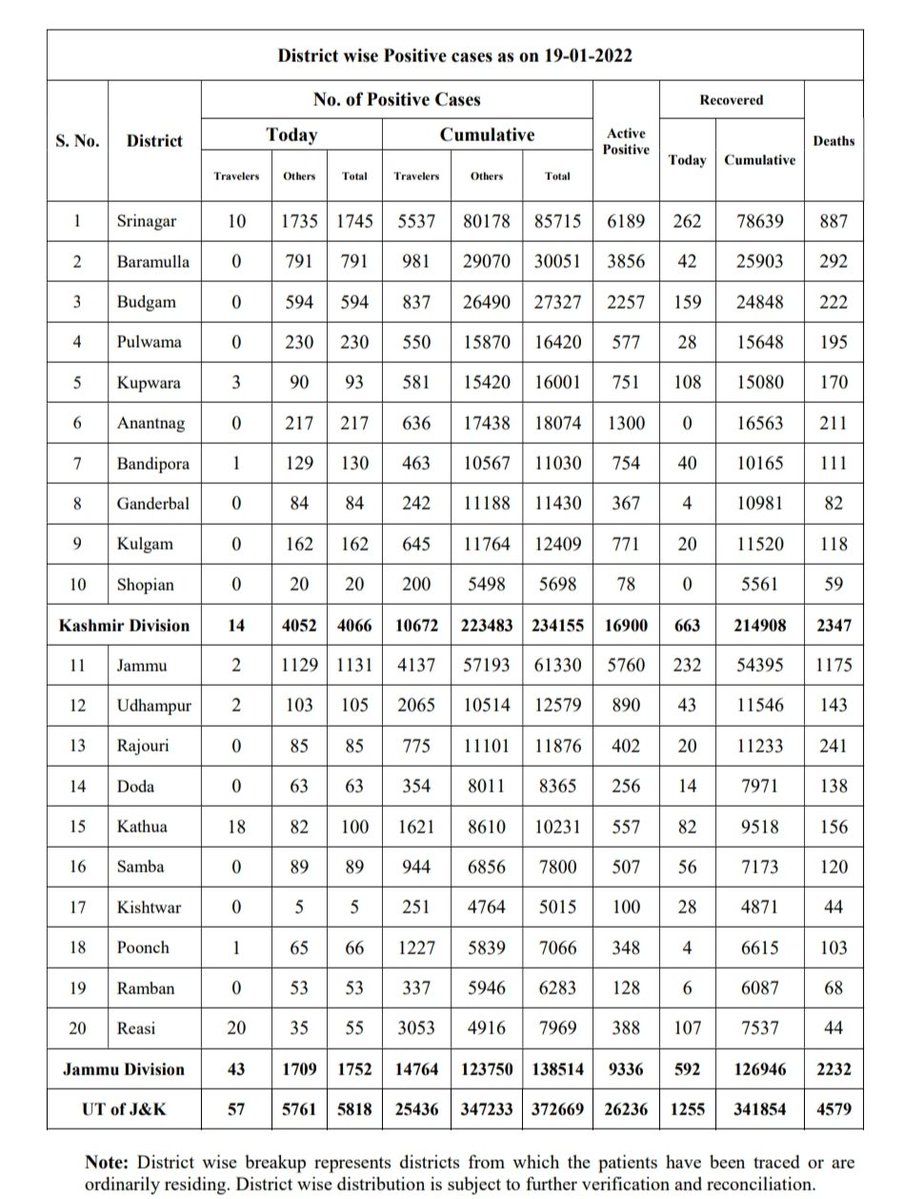 District wise Positive cases as on 19-01-2022
S. No. District No. of Positive Cases Active Positive Recovered Deaths
Today Cumulative Today Cumulative
Travelers Others Total Travelers Others Total
1 Srinagar 10 1735 1745 5537 80178 85715 6189 262 78639 887
2 Baramulla 0 791 791 981 29070 30051 3856 42 25903 292
3 Budgam 0 594 594 837 26490 27327 2257 159 24848 222
4 Pulwama 0 230 230 550 15870 16420 577 28 15648 195
5 Kupwara 3 90 93 581 15420 16001 751 108 15080 170
6 Anantnag 0 217 217 636 17438 18074 1300 0 16563 211
7 Bandipora 1 129 130 463 10567 11030 754 40 10165 111
8 Ganderbal 0 84 84 242 11188 11430 367 4 10981 82
9 Kulgam 0 162 162 645 11764 12409 771 20 11520 118
10 Shopian 0 20 20 200 5498 5698 78 0 5561 59
Kashmir Division 14 4052 4066 10672 223483 234155 16900 663 214908 2347
11 Jammu 2 1129 1131 4137 57193 61330 5760 232 54395 1175
12 Udhampur 2 103 105 2065 10514 12579 890 43 11546 143
13 Rajouri 0 85 85 775 11101 11876 402 20 11233 241
14 Doda 0 63 63 354 8011 8365 256 14 7971 138
15 Kathua 18 82 100 1621 8610 10231 557 82 9518 156
16 Samba 0 89 89 944 6856 7800 507 56 7173 120
17 Kishtwar 0 5 5 251 4764 5015 100 28 4871 44
18 Poonch 1 65 66 1227 5839 7066 348 4 6615 103
19 Ramban 0 53 53 337 5946 6283 128 6 6087 68
20 Reasi 20 35 55 3053 4916 7969 388 107 7537 44
Jammu Division 43 1709 1752 14764 123750 138514 9336 592 126946 2232
UT of J&K 57 5761 5818 25436 347233 372669 26236 1255 341854 4579
Note: District wise breakup represents districts from which the patients have been traced or are
ordinarily residing. District wise distribution is subject to further verification and reconciliation.